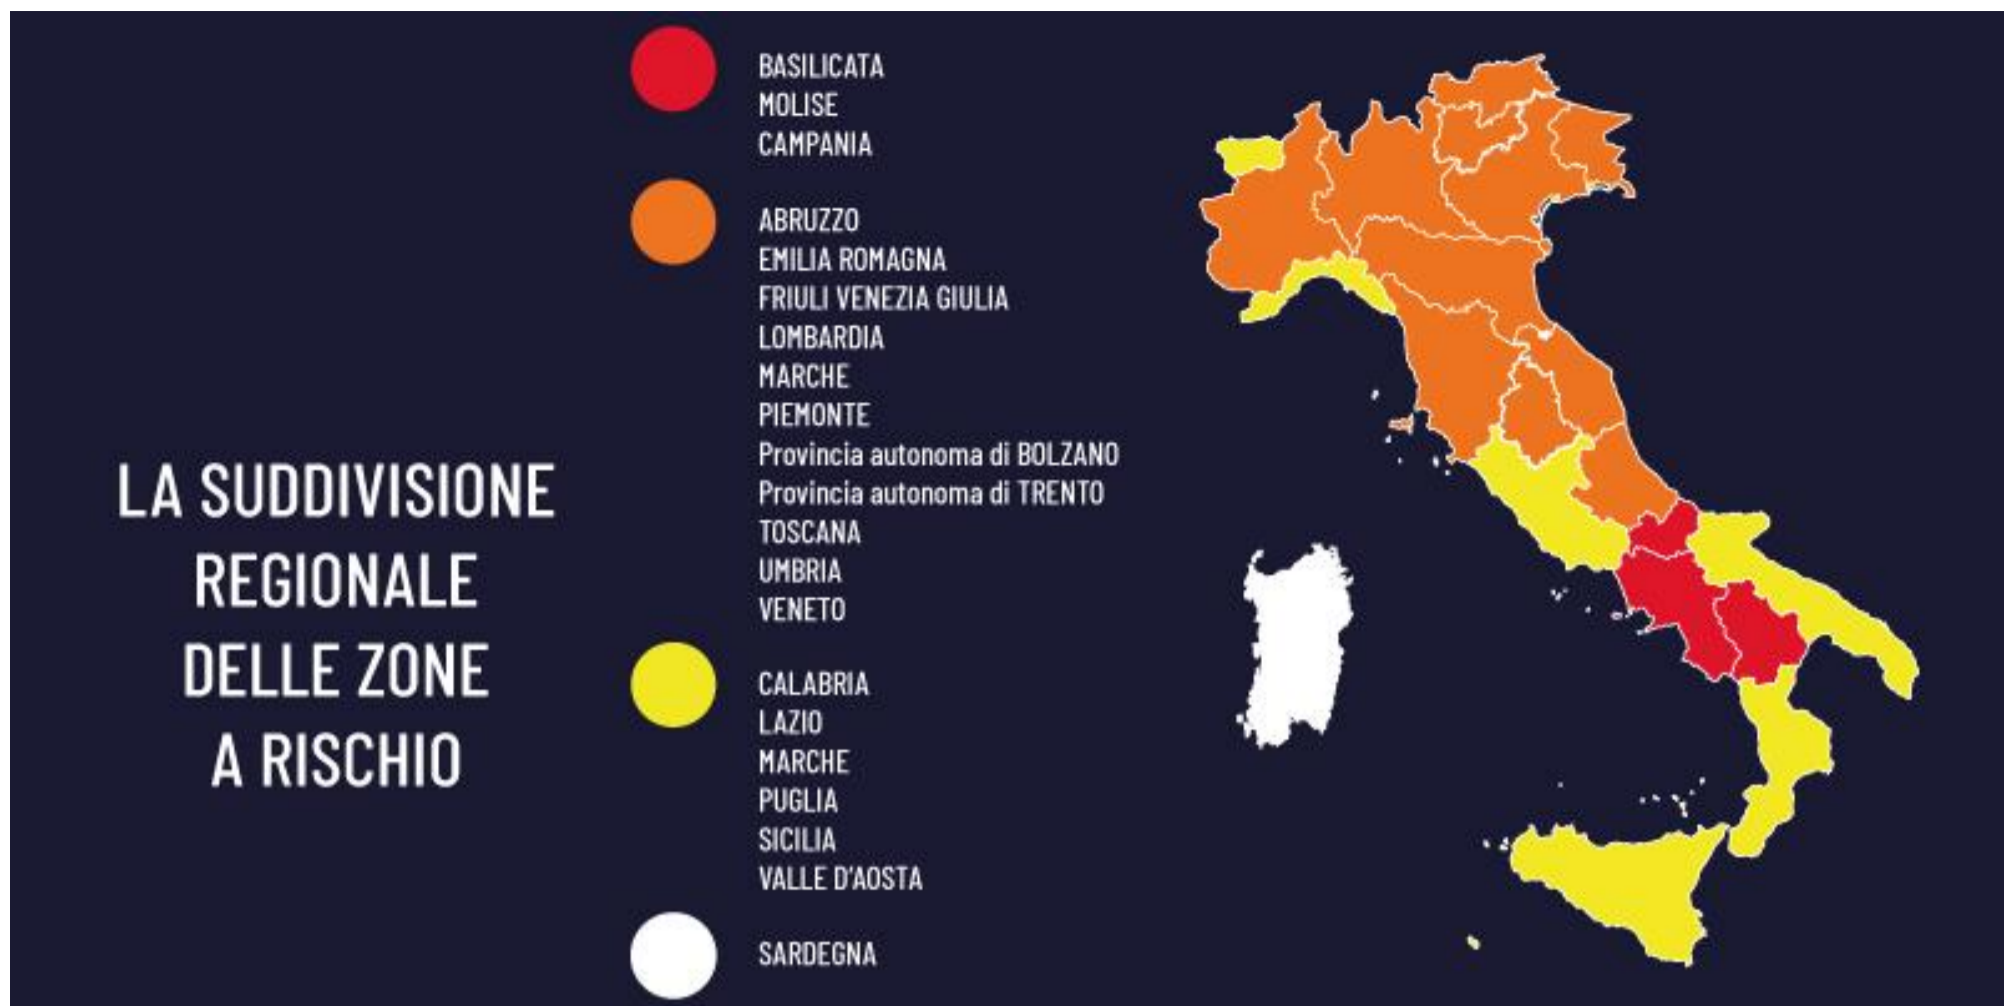 LA SUDDIVISIONE
REGIONALE
DELLE ZONE
A RISCHIO
BASILICATA
MOLISE
CAMPANIA
ABRUZZO
EMILIA ROMAGNA
FRIULI VENEZIA GIULIA
LOMBARDIA
MARCHE
PIEMONTE
Provincia autonoma di BOLZANO
Provincia autonoma di TRENTO
TOSCANA
UMBRIA
VENETO
CALABRIA
LAZIO
MARCHE
PUGLIA
SICILIA
VALLE D'AOSTA
SARDEGNA